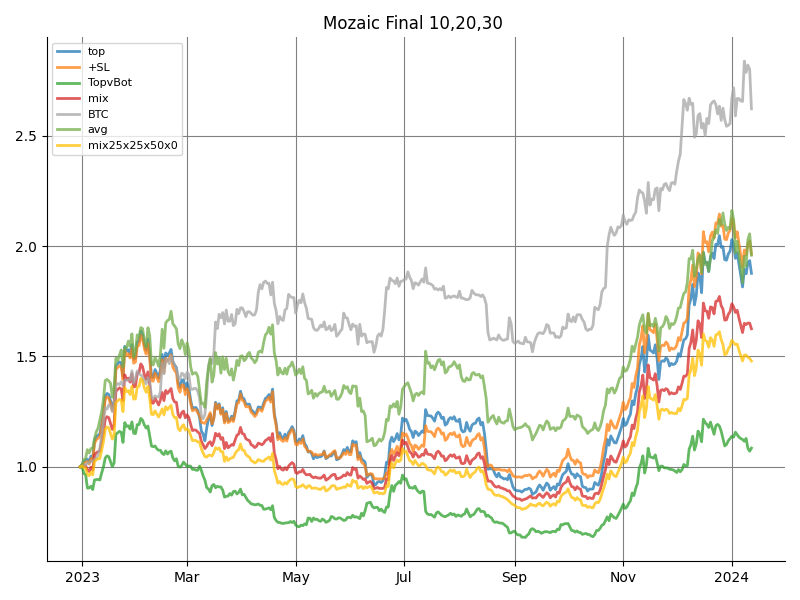 Mozaic Final 10,20,30
top
+SL
TopvBot
mix
BTC
avg
mix25x25x50x0
2.5
2.0
1.5
1.0
2023 Mar May Jul Sep Nov 2024